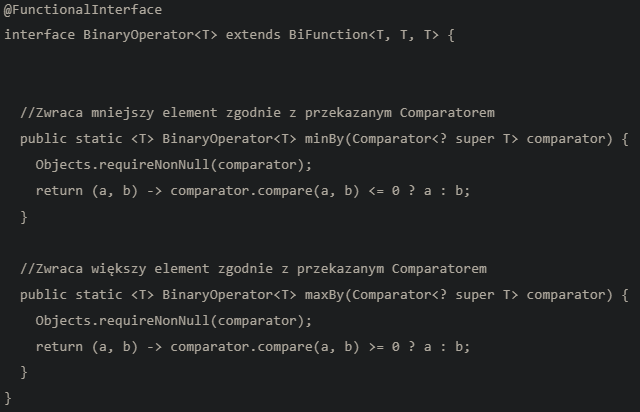 @FunctionalInterface
interface BinaryOperator<T> extends BiFunction<T, T, T> {
//Zwraca mniejszy element zgodnie z przekazanym Comparatorem
public static <T> BinaryOperator<T> minBy(Comparator<? super T> comparator) {
Objects.requireNonNull(comparator);
return (a, b) -> comparator.compare(a, b) <= 0 ? a : b;
}
//Zwraca większy element zgodnie z przekazanym Comparatorem
public static <T> BinaryOperator<T> maxBy(Comparator<? super T> comparator) {
Objects.requireNonNull(comparator);
return (a, b) -> comparator.compare(a, b) >= 0 ? a : b;
}
}